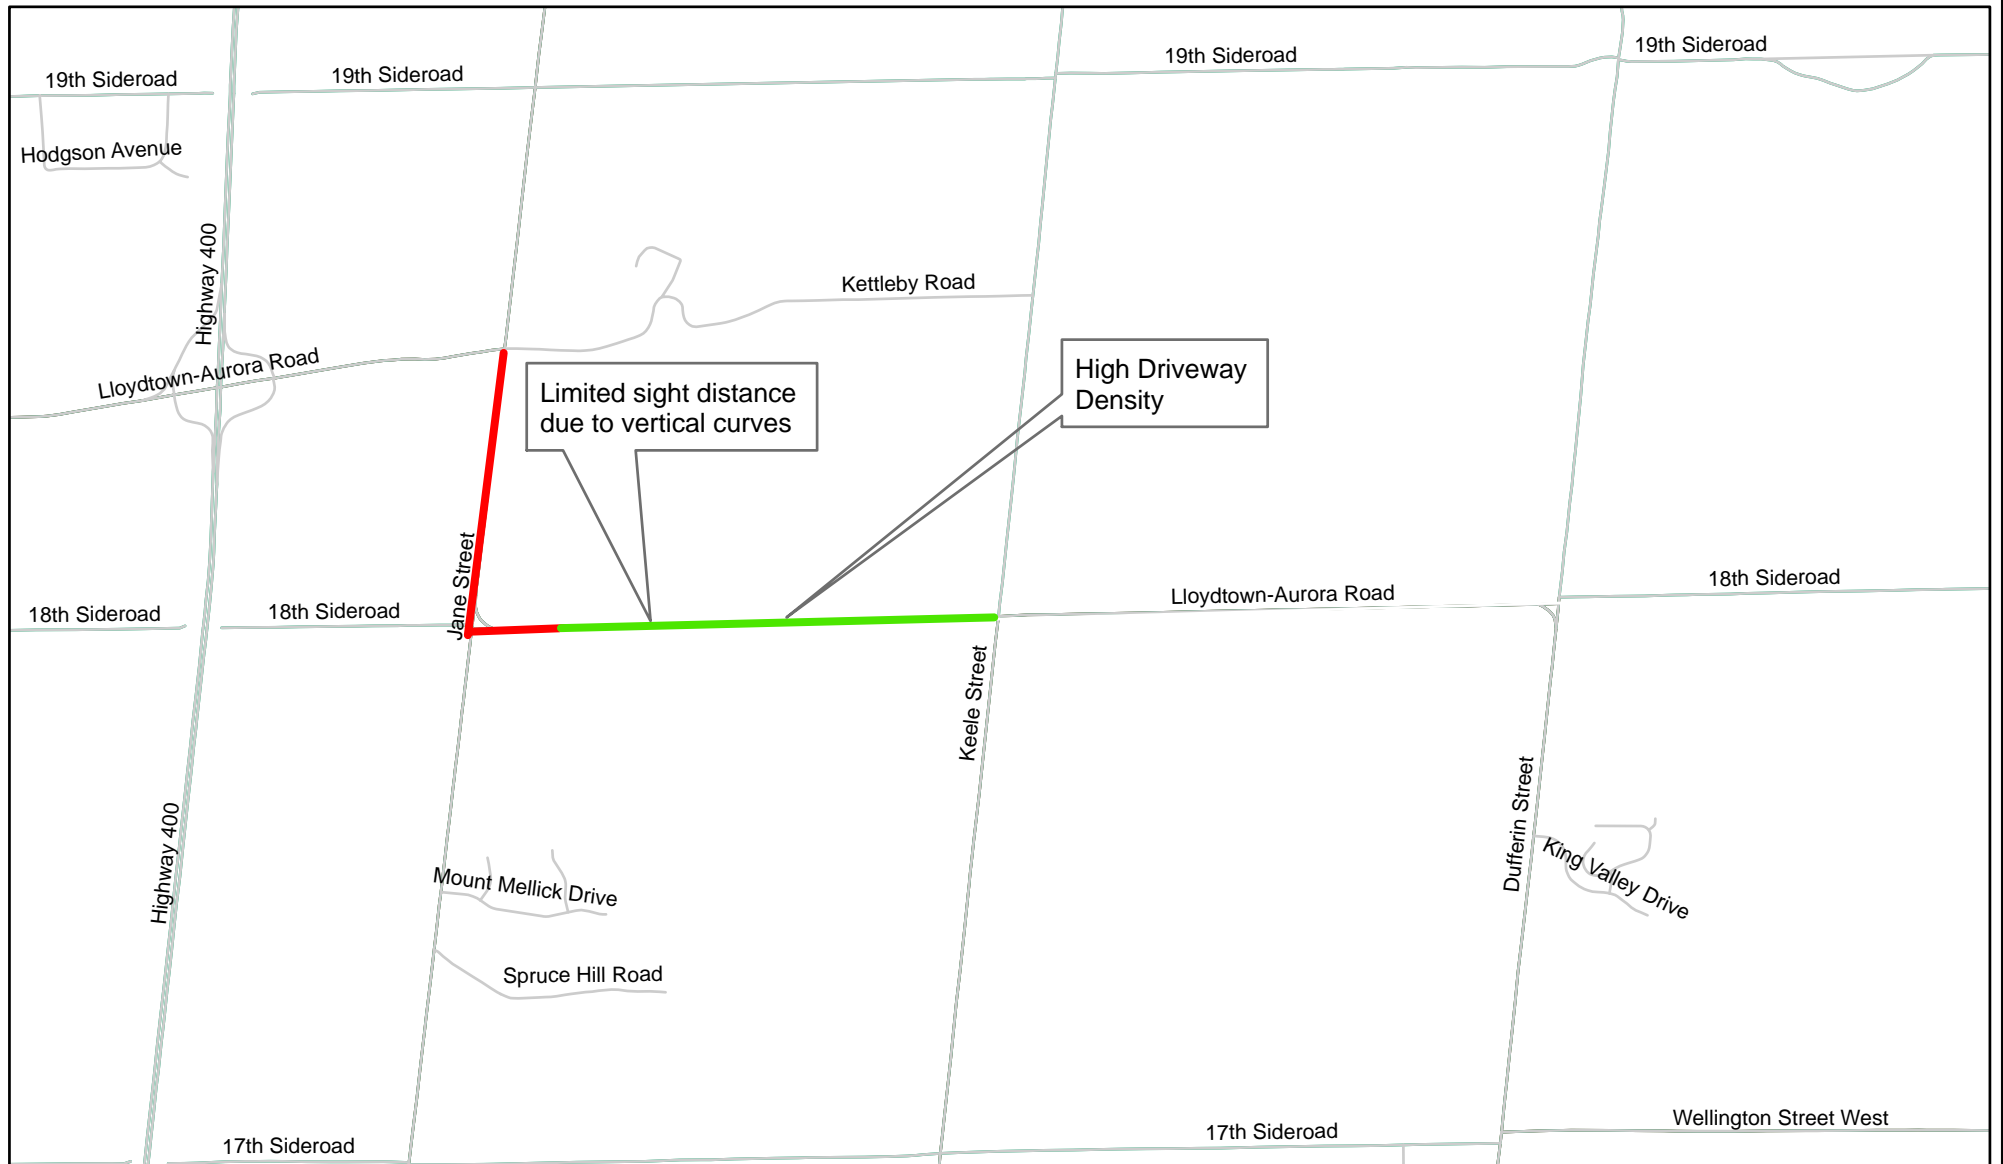 19th Sideroad
19th Sideroad
19th Sideroad
19th Sideroad
Hodgson Avenue
Highway 400
Kettleby Road
Lloydtown-Aurora Road
Limited sight distance
due to vertical curves
High Driveway
Density
Jane Street
18th Sideroad
18th Sideroad
Lloydtown-Aurora Road
18th Sideroad
Keele Street
Highway 400
Dufferin Street
Mount Mellick Drive
King Valley Drive
Spruce Hill Road
17th Sideroad
17th Sideroad
Wellington Street West